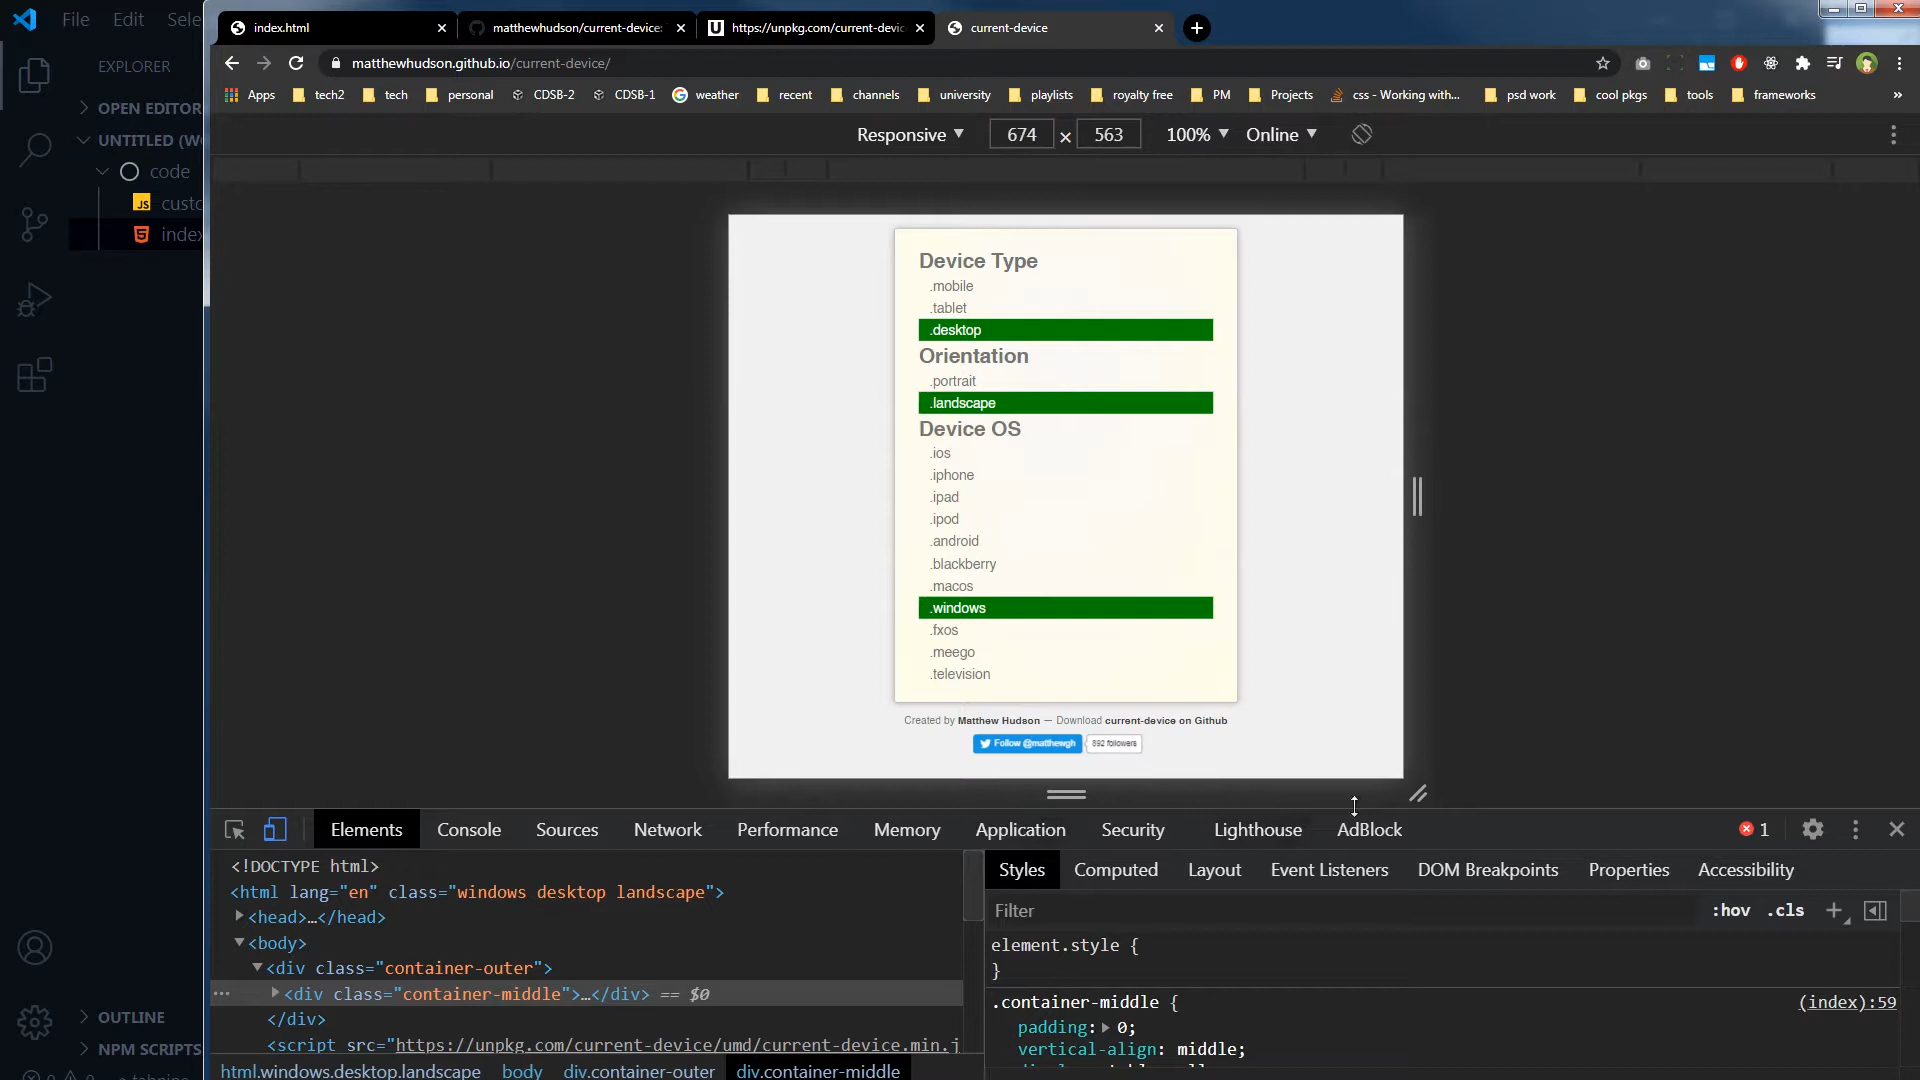 File Edit Sele
EXPLORER
OPEN EDITOR
UNTITLED (WO
code
JS custo
index
OUTLINE
NPM SCRIPTS
index.html
matthewhudson/current-device:
https://unpkg.com/current-devic
current-device
matthewhudson.github.io/current-device/
Apps tech2 tech personal CDSB-2 CDSB-1 weather recent channels university playlists royalty free PM Projects css - Working with... psd work cool pkgs tools frameworks »
Responsive 674 × 563 100% Online
Device Type
.mobile
.tablet
.desktop
Orientation
.portrait
.landscape
Device OS
.ios
.iphone
.ipad
.ipod
.android
.blackberry
.macos
.windows
.fxos
.meego
.television
Created by Matthew Hudson — Download current-device on Github
Follow @matthewgh 892 followers
Elements Console Sources Network Performance Memory Application Security Lighthouse AdBlock 1
<!DOCTYPE html>
<html lang="en" class="windows desktop landscape">
<head>…</head>
<body>
<div class="container-outer">
<div class="container-middle">…</div> == $0
</div>
<script src="https://unpkg.com/current-device/umd/current-device.min.j
html.windows.desktop.landscape body div.container-outer div.container-middle
Styles Computed Layout Event Listeners DOM Breakpoints Properties Accessibility
Filter :hov .cls
element.style {
}
.container-middle { (index):59
padding: 0;
vertical-align: middle;